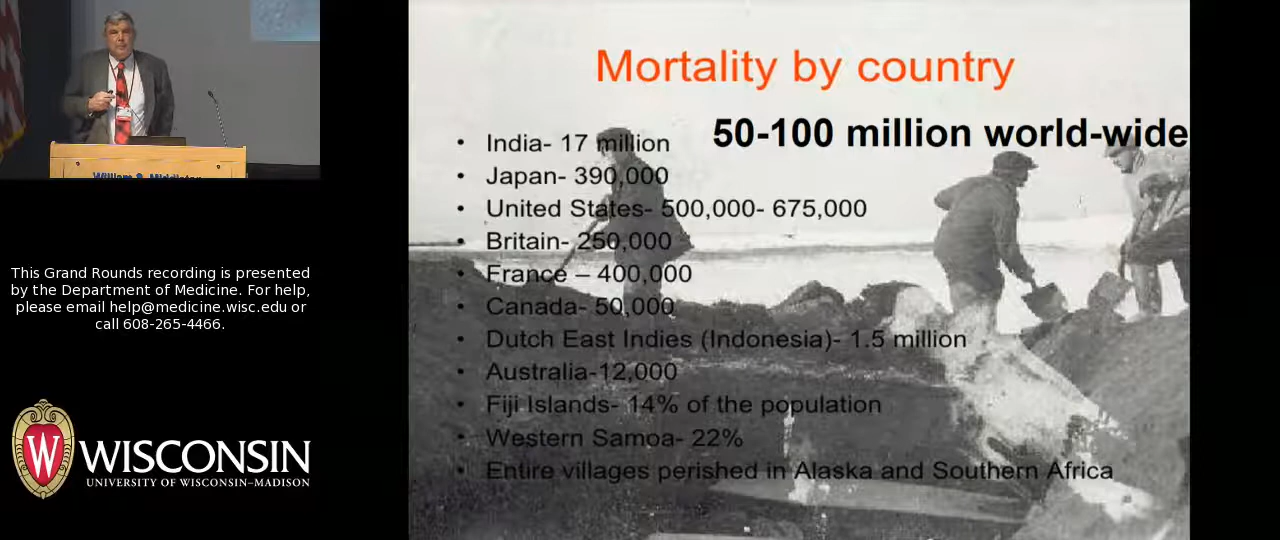 Mortality by country
50-100 million world-wide
• India- 17 million
• Japan- 390,000
• United States- 500,000- 675,000
• Britain- 250,000
• France – 400,000
• Canada- 50,000
• Dutch East Indies (Indonesia)- 1.5 million
• Australia-12,000
• Fiji Islands- 14% of the population
• Western Samoa- 22%
• Entire villages perished in Alaska and Southern Africa
William S. Middleton
This Grand Rounds recording is presented
by the Department of Medicine. For help,
please email help@medicine.wisc.edu or
call 608-265-4466.
W
WISCONSIN
UNIVERSITY OF WISCONSIN–MADISON